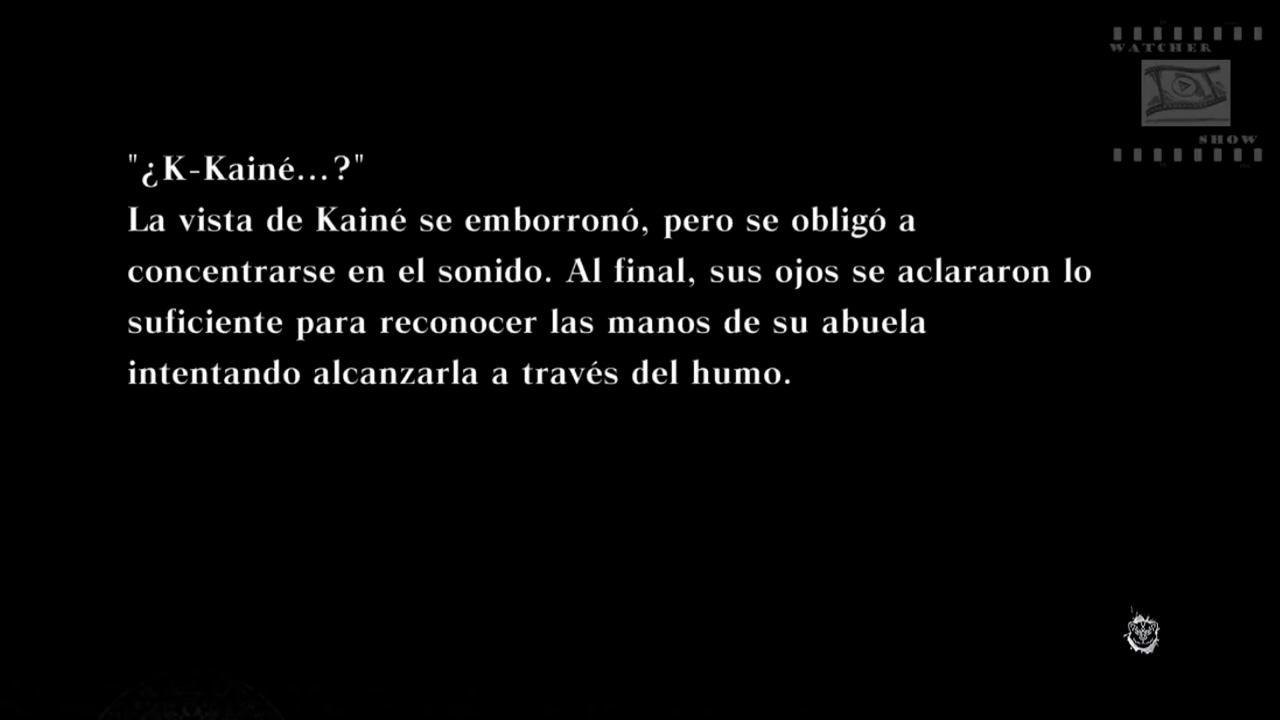 WATCHER
SHOW
"¿K-Kainé...?"
La vista de Kainé se emborronó, pero se obligó a
concentrarse en el sonido. Al final, sus ojos se aclararon lo
suficiente para reconocer las manos de su abuela
intentando alcanzarla a través del humo.